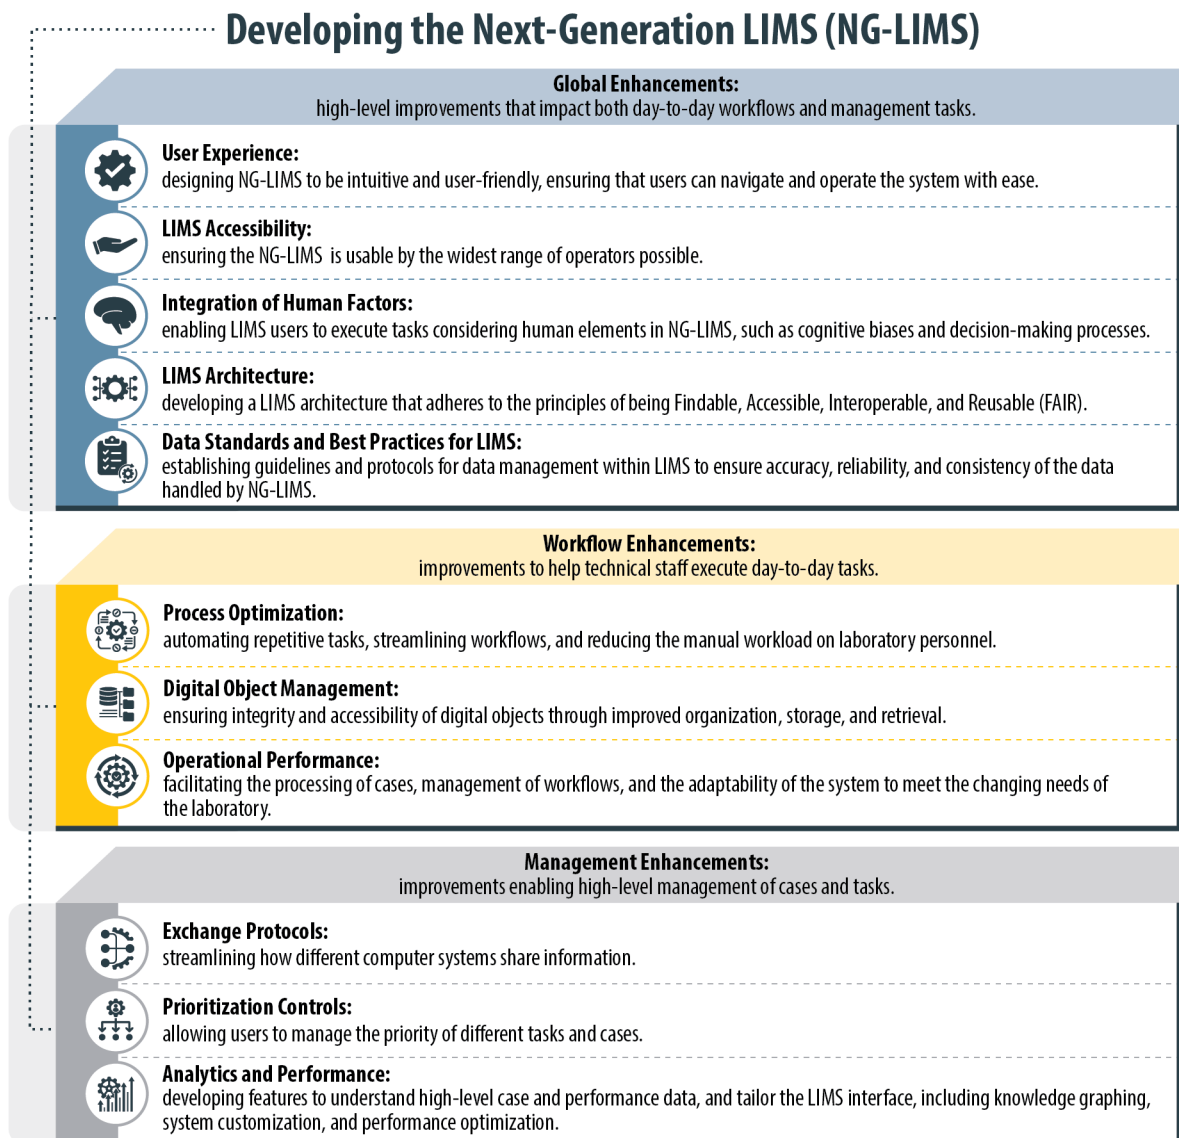 Developing the Next-Generation LIMS (NG-LIMS)
Global Enhancements:
high-level improvements that impact both day-to-day workflows and management tasks.
User Experience:
designing NG-LIMS to be intuitive and user-friendly, ensuring that users can navigate and operate the system with ease.
LIMS Accessibility:
ensuring the NG-LIMS is usable by the widest range of operators possible.
Integration of Human Factors:
enabling LIMS users to execute tasks considering human elements in NG-LIMS, such as cognitive biases and decision-making processes.
LIMS Architecture:
developing a LIMS architecture that adheres to the principles of being Findable, Accessible, Interoperable, and Reusable (FAIR).
Data Standards and Best Practices for LIMS:
establishing guidelines and protocols for data management within LIMS to ensure accuracy, reliability, and consistency of the data
handled by NG-LIMS.
Workflow Enhancements:
improvements to help technical staff execute day-to-day tasks.
Process Optimization:
automating repetitive tasks, streamlining workflows, and reducing the manual workload on laboratory personnel.
Digital Object Management:
ensuring integrity and accessibility of digital objects through improved organization, storage, and retrieval.
Operational Performance:
facilitating the processing of cases, management of workflows, and the adaptability of the system to meet the changing needs of
the laboratory.
Management Enhancements:
improvements enabling high-level management of cases and tasks.
Exchange Protocols:
streamlining how different computer systems share information.
Prioritization Controls:
allowing users to manage the priority of different tasks and cases.
Analytics and Performance:
developing features to understand high-level case and performance data, and tailor the LIMS interface, including knowledge graphing,
system customization, and performance optimization.